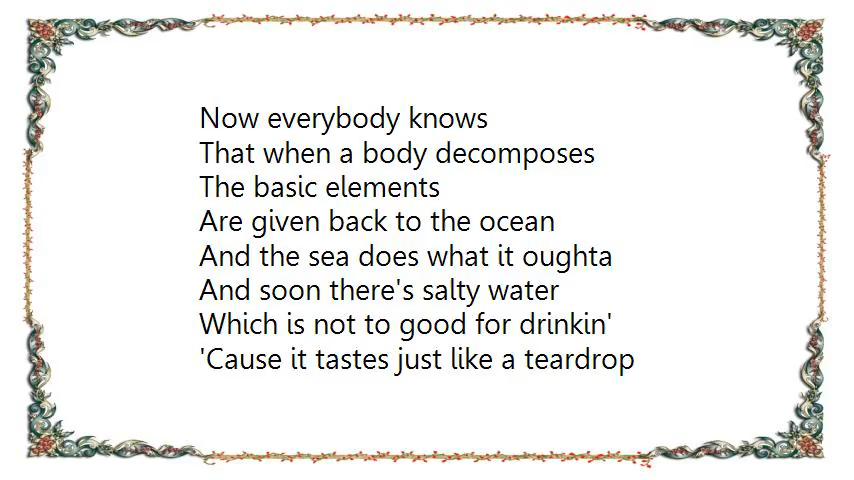 Now everybody knows
That when a body decomposes
The basic elements
Are given back to the ocean
And the sea does what it oughta
And soon there's salty water
Which is not to good for drinkin'
'Cause it tastes just like a teardrop